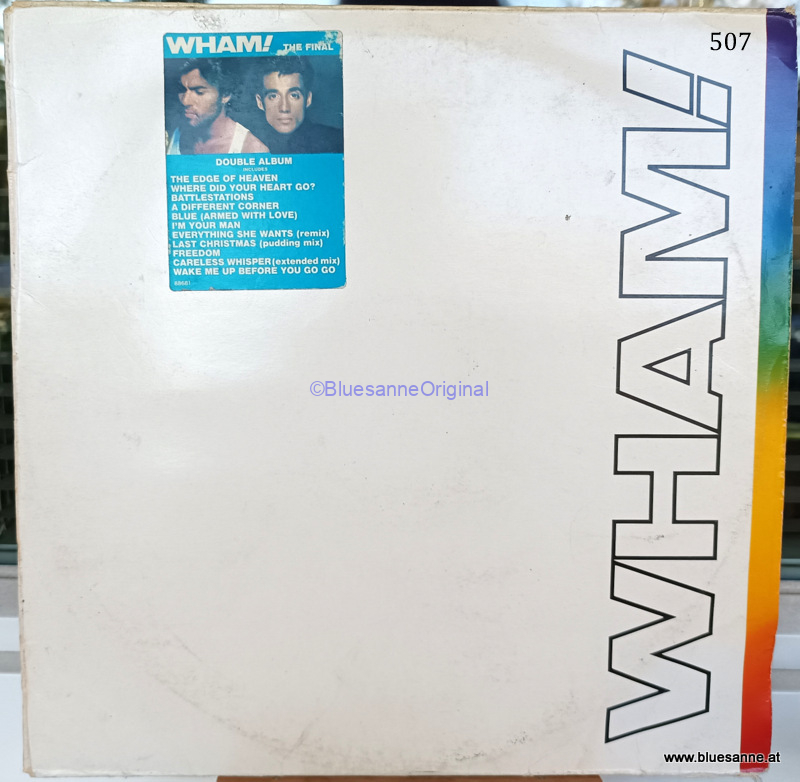 507
WHAM! THE FINAL
DOUBLE ALBUM
INCLUDES
THE EDGE OF HEAVEN
WHERE DID YOUR HEART GO?
BATTLESTATIONS
A DIFFERENT CORNER
BLUE (ARMED WITH LOVE)
I'M YOUR MAN
EVERYTHING SHE WANTS (remix)
LAST CHRISTMAS (pudding mix)
FREEDOM
CARELESS WHISPER (extended mix)
WAKE ME UP BEFORE YOU GO GO
88681
WHAM!
©BluesanneOriginal
www.bluesanne.at